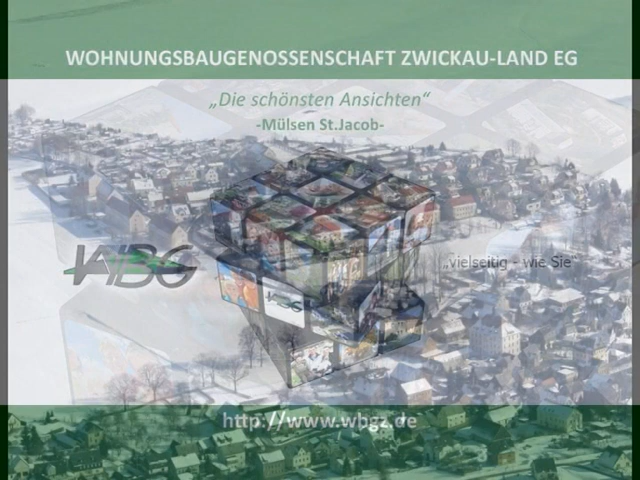 WOHNUNGSBAUGENOSSENSCHAFT ZWICKAU-LAND EG
„Die schönsten Ansichten“
-Mülsen St.Jacob-
WBG
„vielseitig - wie Sie“
http://www.wbgz.de